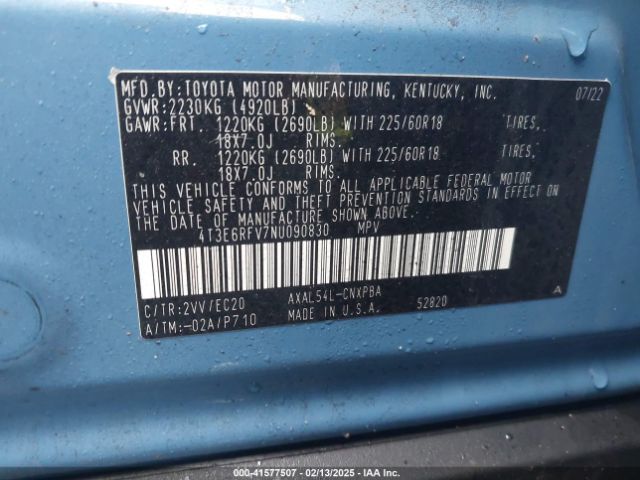 MFD.BY:TOYOTA MOTOR MANUFACTURING, KENTUCKY, INC. 07/22
GVWR:2230KG (4920LB)
GAWR:FRT. 1220KG (2690LB) WITH 225/60R18 TIRES,
18X7.0J RIMS.
RR. 1220KG (2690LB) WITH 225/60R18 TIRES,
18X7.0J RIMS.
THIS VEHICLE CONFORMS TO ALL APPLICABLE FEDERAL MOTOR
VEHICLE SAFETY AND THEFT PREVENTION STANDARDS IN EFFECT ON
THE DATE OF MANUFACTURE SHOWN ABOVE.
4T3E6RFV7NU090830 MPV
C/TR:2VV/EC20 AXAL54L-CNXPBA A
A/TM:-02A/P710 MADE IN U.S.A. 52820
000--41577507--02/13/2025--IAAI.COM